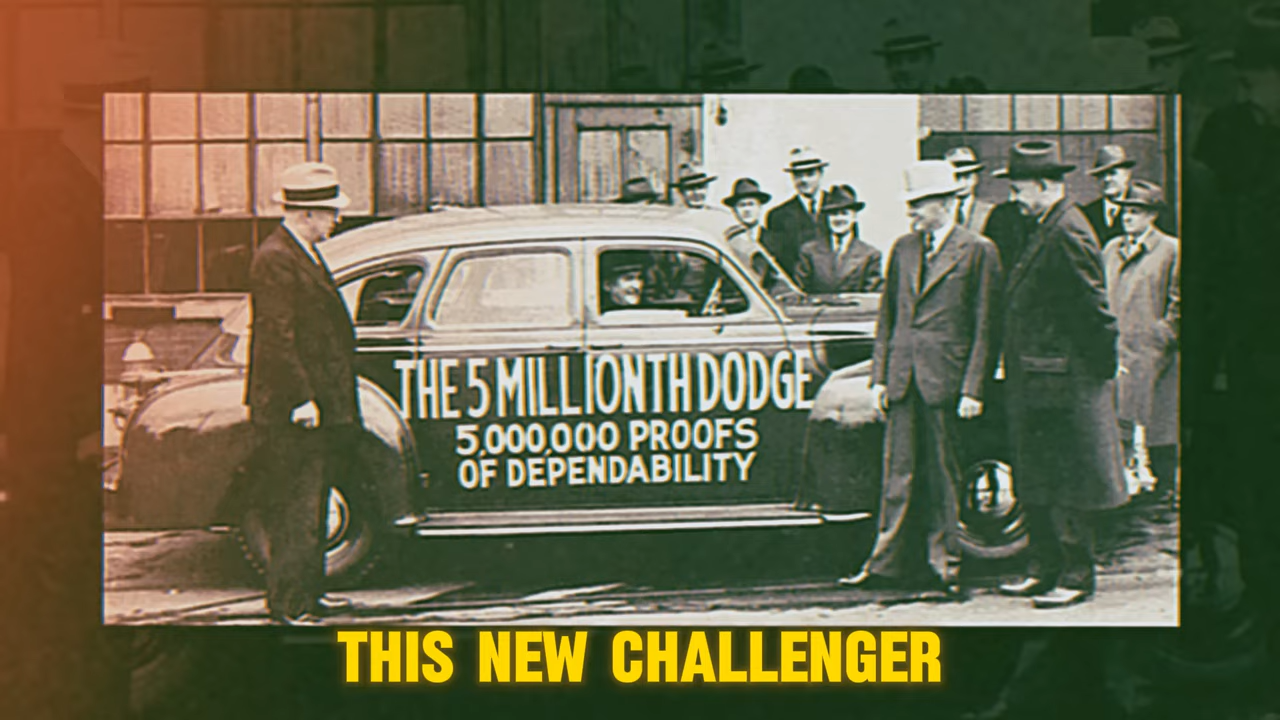 THE 5 MILLIONTH DODGE
5,000,000 PROOFS
OF DEPENDABILITY
THIS NEW CHALLENGER